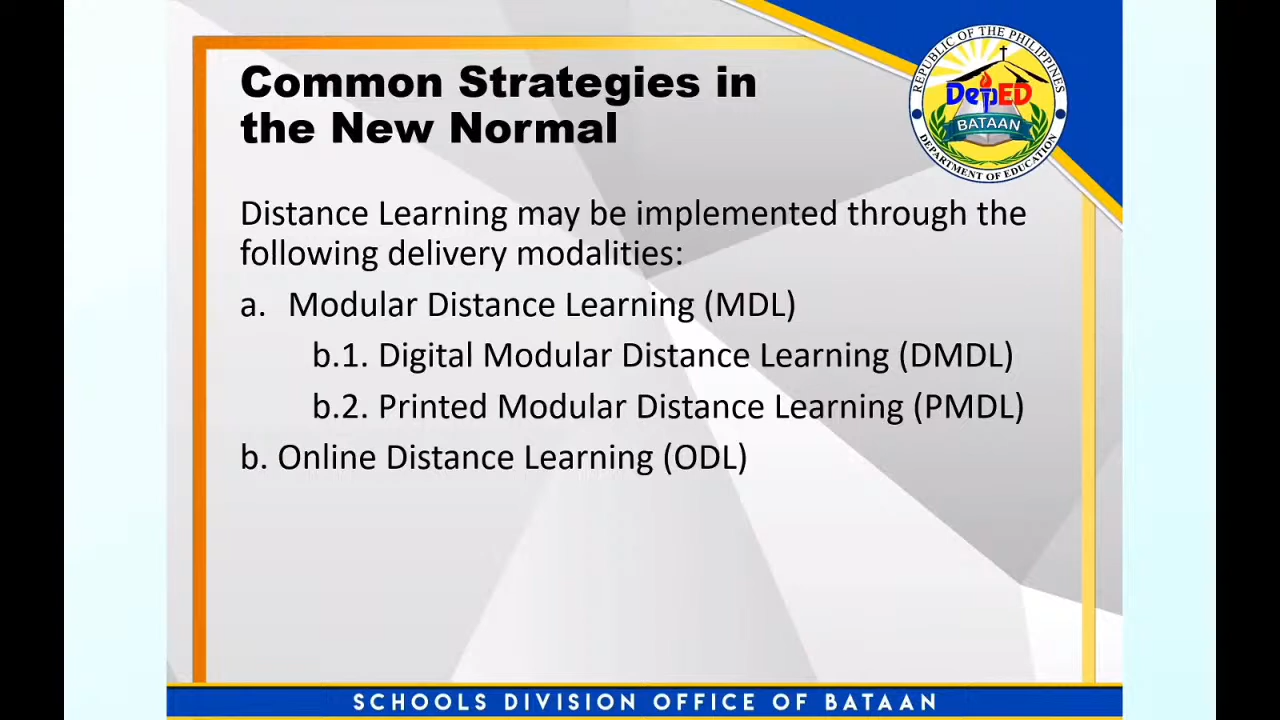 Common Strategies in
the New Normal
REPUBLIC OF THE PHILIPPINES
DepED
BATAAN
DEPARTMENT OF EDUCATION
Distance Learning may be implemented through the
following delivery modalities:
a. Modular Distance Learning (MDL)
b.1. Digital Modular Distance Learning (DMDL)
b.2. Printed Modular Distance Learning (PMDL)
b. Online Distance Learning (ODL)
SCHOOLS DIVISION OFFICE OF BATAAN